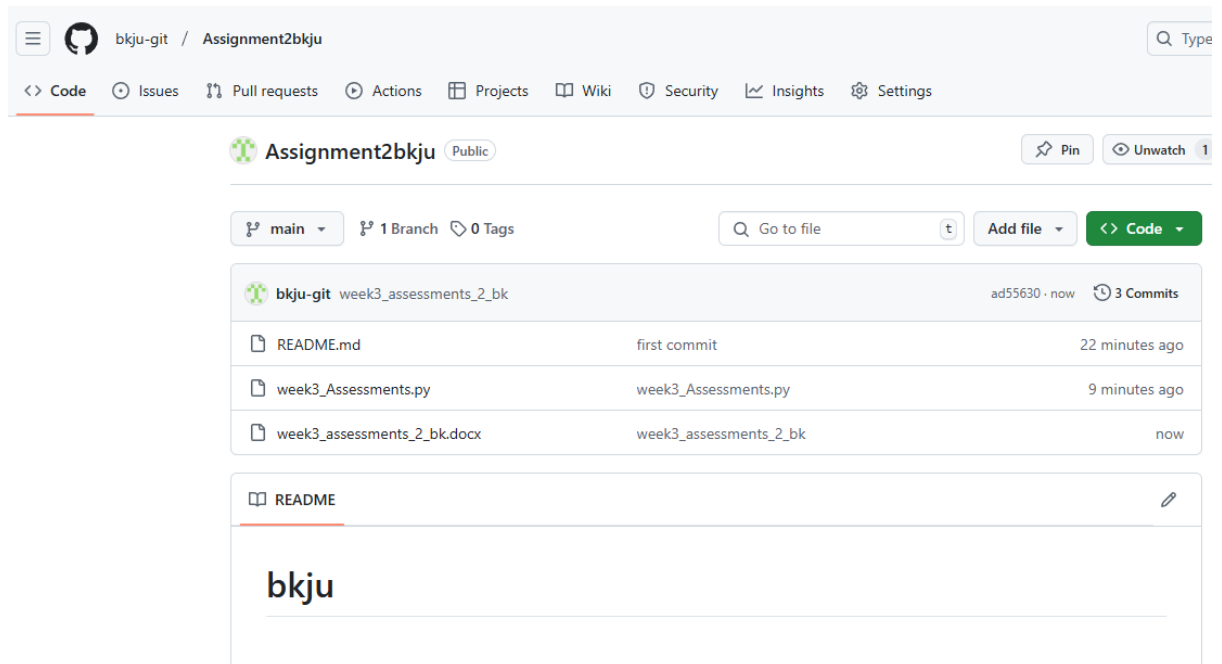 bkju-git / Assignment2bkju
Type
Code Issues Pull requests Actions Projects Wiki Security Insights Settings
Assignment2bkju Public
Pin Unwatch 1
main 1 Branch 0 Tags Go to file t Add file <> Code
bkju-git week3_assessments_2_bk ad55630 · now 3 Commits
README.md first commit 22 minutes ago
week3_Assessments.py week3_Assessments.py 9 minutes ago
week3_assessments_2_bk.docx week3_assessments_2_bk now
README
bkju